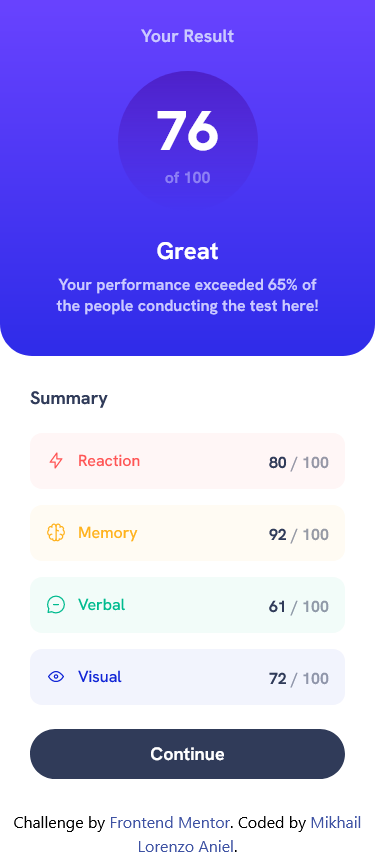 Your Result
76
of 100
Great
Your performance exceeded 65% of
the people conducting the test here!
Summary
Reaction 80 / 100
Memory 92 / 100
Verbal 61 / 100
Visual 72 / 100
Continue
Challenge by Frontend Mentor. Coded by Mikhail
Lorenzo Aniel.